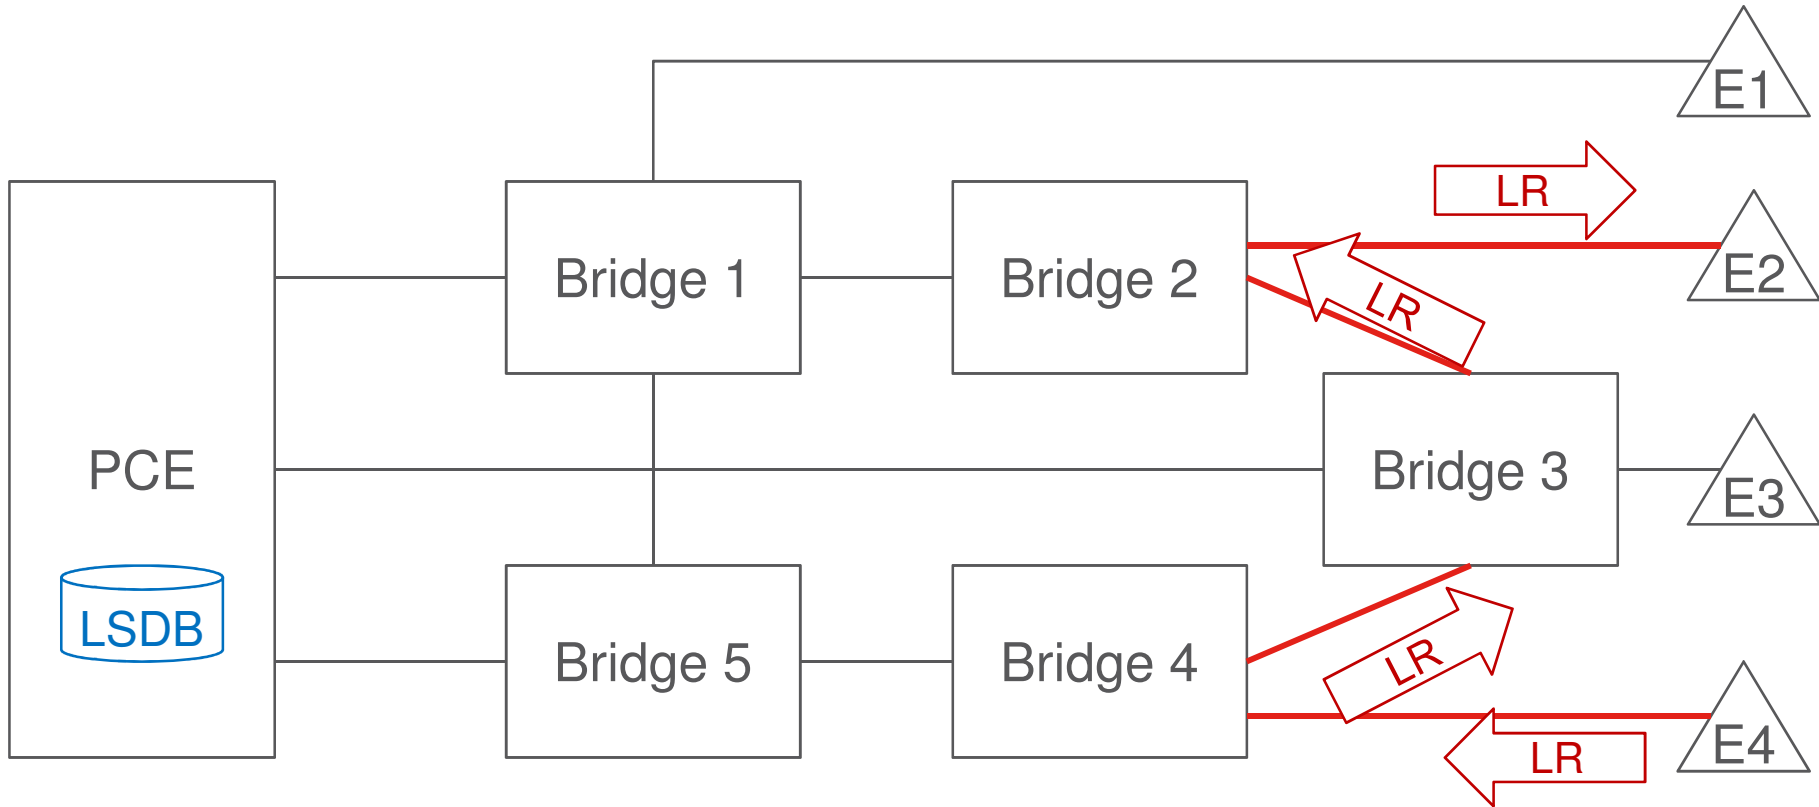 E1
LR
Bridge 1
Bridge 2
E2
LR
PCE
Bridge 3
E3
LSDB
Bridge 5
Bridge 4
LR
E4
LR